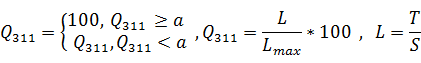 Q₃₁₁ = { 100, Q₃₁₁ ≥ a
Q₃₁₁, Q₃₁₁ < a , Q₃₁₁ = L / Lₘₐₓ * 100 , L = T / S